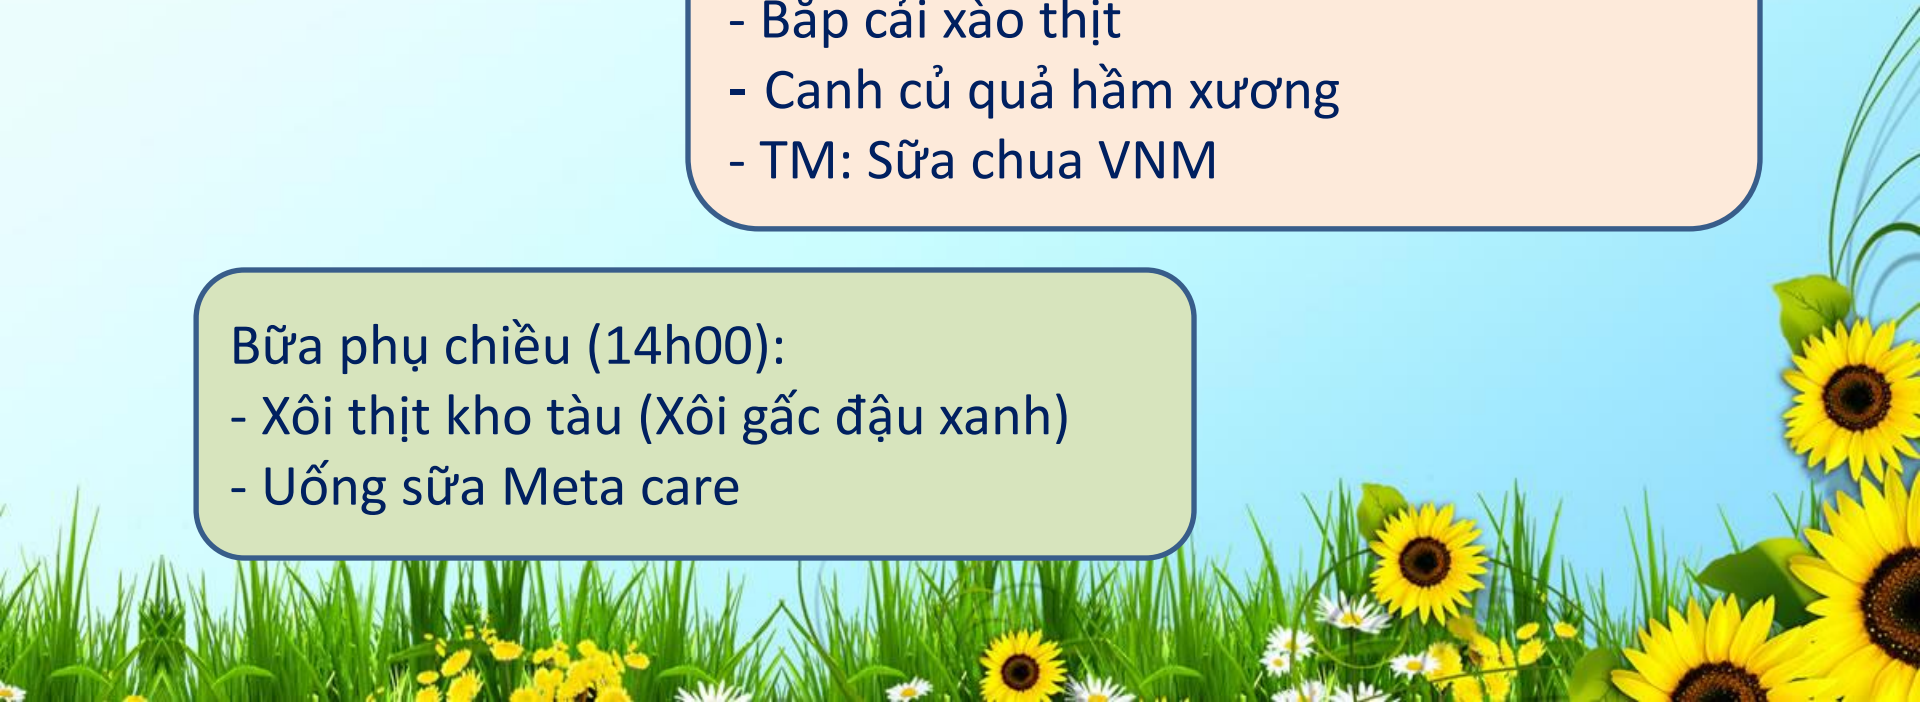 - Bắp cải xào thịt
- Canh củ quả hầm xương
- TM: Sữa chua VNM
Bữa phụ chiều (14h00):
- Xôi thịt kho tàu (Xôi gấc đậu xanh)
- Uống sữa Meta care